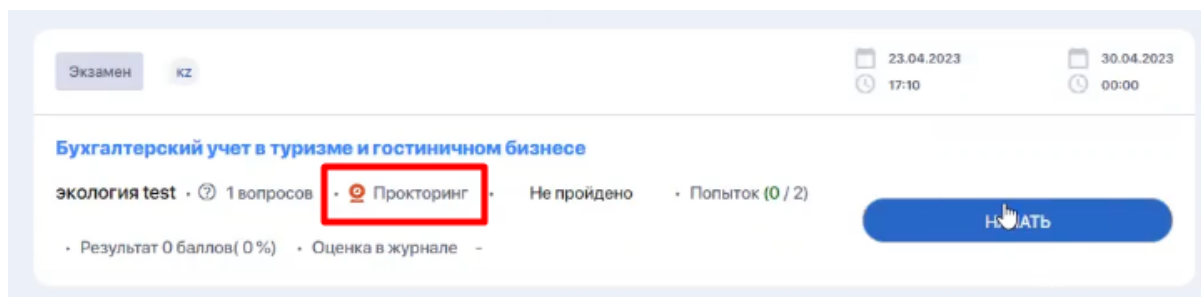 Экзамен KZ 23.04.2023 30.04.2023
17:10 00:00
Бухгалтерский учет в туризме и гостиничном бизнесе
экология test · 1 вопросов · Прокторинг · Не пройдено · Попыток (0 / 2)
НАЧАТЬ
· Результат 0 баллов( 0 %) · Оценка в журнале -